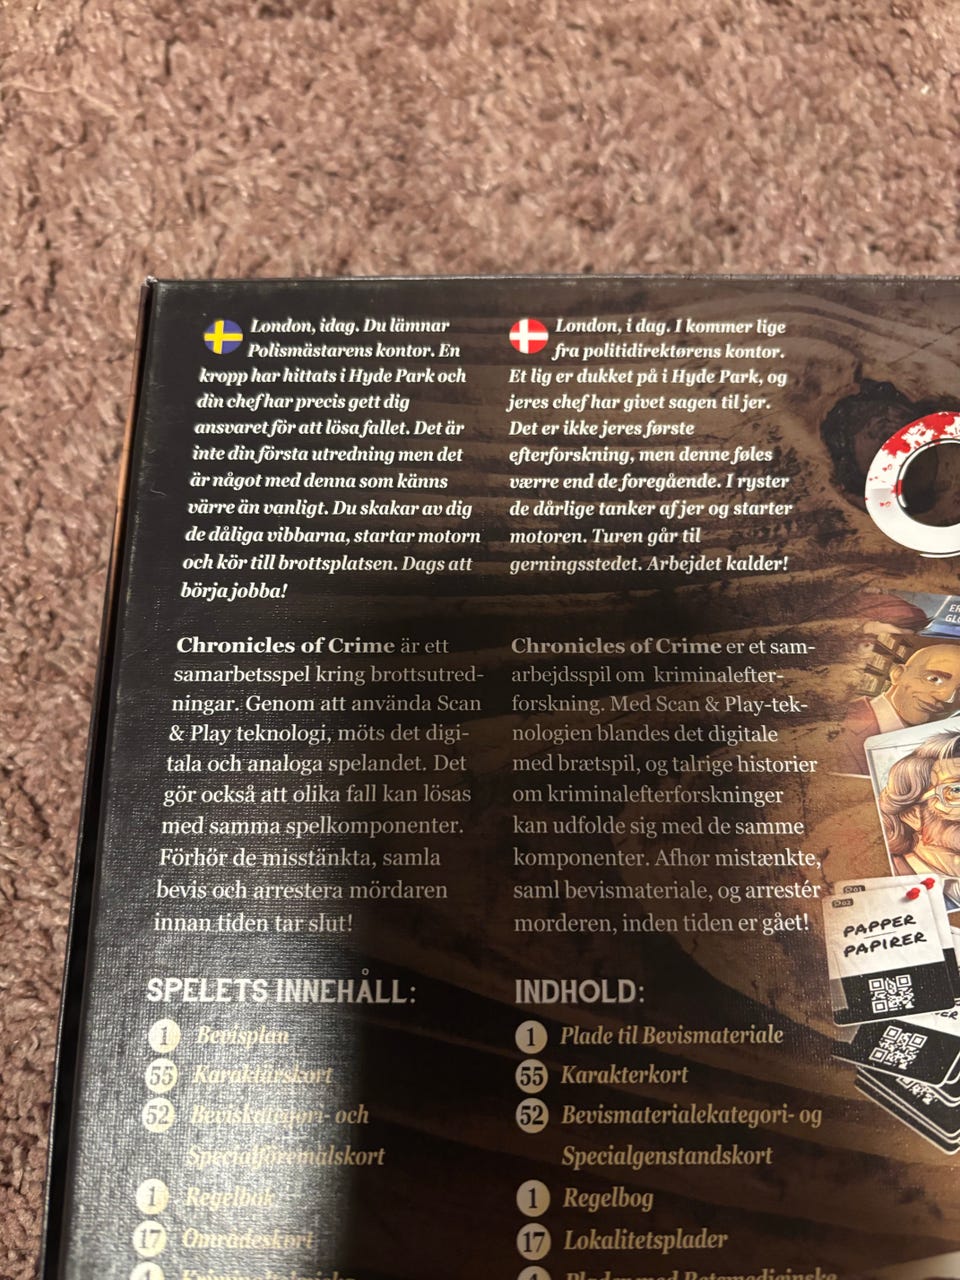 London, idag. Du lämnar
Polismästarens kontor. En
kropp har hittats i Hyde Park och
din chef har precis gett dig
ansvaret för att lösa fallet. Det är
inte din första utredning men det
är något med denna som känns
värre än vanligt. Du skakar av dig
de dåliga vibbarna, startar motorn
och kör till brottsplatsen. Dags att
börja jobba!
Chronicles of Crime är ett
samarbetsspel kring brottsutred-
ningar. Genom att använda Scan
& Play teknologi, möts det digi-
tala och analoga spelandet. Det
gör också att olika fall kan lösas
med samma spelkomponenter.
Förhör de misstänkta, samla
bevis och arrestera mördaren
innan tiden tar slut!
SPELETS INNEHÅLL:
1 Bevisplan
55 Karaktärskort
52 Beviskategori- och
Specialföremålskort
1 Regelbok
17 Områdeskort
4 Kriminaltekniska
London, i dag. I kommer lige
fra politidirektørens kontor.
Et lig er dukket på i Hyde Park, og
jeres chef har givet sagen til jer.
Det er ikke jeres første
efterforskning, men denne føles
værre end de foregående. I ryster
de dårlige tanker af jer og starter
motoren. Turen går til
gerningsstedet. Arbejdet kalder!
Chronicles of Crime er et sam-
arbejdsspil om kriminalefter-
forskning. Med Scan & Play-tek-
nologien blandes det digitale
med brætspil, og talrige historier
om kriminalefterforskninger
kan udfolde sig med de samme
komponenter. Afhør mistænkte,
saml bevismateriale, og arrestér
morderen, inden tiden er gået!
INDHOLD:
1 Plade til Bevismateriale
55 Karakterkort
52 Bevismaterialekategori- og
Specialgenstandskort
1 Regelbog
17 Lokalitetsplader
4 Plader med Retsmedicinske
PAPPER
PAPIRER